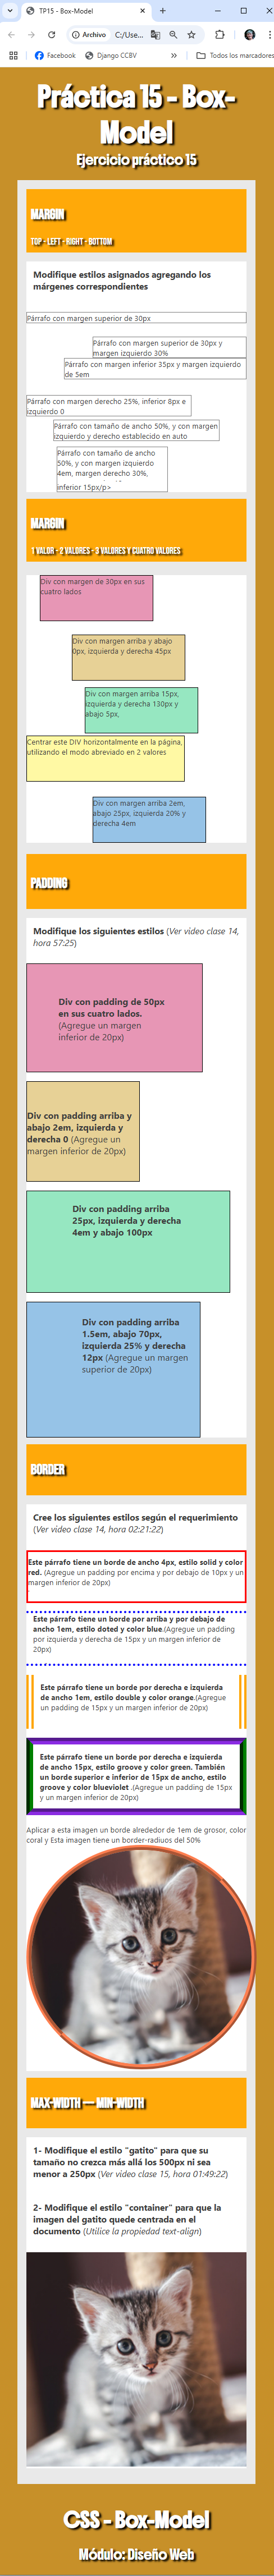 TP15 - Box-Model
Archivo C:/Use...
Facebook Django CCBV » Todos los marcadores
Práctica 15 - Box-
Model
Ejercicio práctico 15
MARGIN
TOP - LEFT - RIGHT - BOTTOM
Modifique estilos asignados agregando los
márgenes correspondientes
Párrafo con margen superior de 30px
Párrafo con margen superior de 30px y
margen izquierdo 30%
Párrafo con margen inferior 35px y margen izquierdo
de 5em
Párrafo con margen derecho 25%, inferior 8px e
izquierdo 0
Párrafo con tamaño de ancho 50%, y con margen
izquierdo y derecho establecido en auto
Párrafo con tamaño de ancho
50%, y con margen izquierdo
4em, margen derecho 30%,
inferior 15px/p>
MARGIN
1 VALOR - 2 VALORES - 3 VALORES Y CUATRO VALORES
Div con margen de 30px en sus
cuatro lados
Div con margen arriba y abajo
0px, izquierda y derecha 45px
Div con margen arriba 15px,
izquierda y derecha 130px y
abajo 5px,
Centrar este DIV horizontalmente en la página,
utilizando el modo abreviado en 2 valores
Div con margen arriba 2em,
abajo 25px, izquierda 20% y
derecha 4em
PADDING
Modifique los siguientes estilos (Ver video clase 14,
hora 57:25)
Div con padding de 50px
en sus cuatro lados.
(Agregue un margen
inferior de 20px)
Div con padding arriba y
abajo 2em, izquierda y
derecha 0 (Agregue un
margen inferior de 20px)
Div con padding arriba
25px, izquierda y derecha
4em y abajo 100px
Div con padding arriba
1.5em, abajo 70px,
izquierda 25% y derecha
12px (Agregue un margen
superior de 20px)
BORDER
Cree los siguientes estilos según el requerimiento
(Ver video clase 14, hora 02:21:22)
Este párrafo tiene un borde de ancho 4px, estilo solid y color
red. (Agregue un padding por encima y por debajo de 10px y un
margen inferior de 20px)
Este párrafo tiene un borde por arriba y por debajo de
ancho 1em, estilo doted y color blue.(Agregue un padding
por izquierda y derecha de 15px y un margen inferior de
20px)
Este párrafo tiene un borde por derecha e izquierda
de ancho 1em, estilo double y color orange.(Agregue
un padding de 15px y un margen inferior de 20px)
Este párrafo tiene un borde por derecha e izquierda
de ancho 15px, estilo groove y color green. También
un borde superior e inferior de 15px de ancho, estilo
groove y color blueviolet .(Agregue un padding de 15px
y un margen inferior de 20px)
Aplicar a esta imagen un borde alrededor de 1em de grosor, color
coral y Esta imagen tiene un border-radiuos del 50%
MAX-WIDTH --- MIN-WIDTH
1- Modifique el estilo "gatito" para que su
tamaño no crezca más allá los 500px ni sea
menor a 250px (Ver video clase 15, hora 01:49:22)
2- Modifique el estilo "container" para que la
imagen del gatito quede centrada en el
documento (Utilice la propiedad text-align)
CSS - Box-Model
Módulo: Diseño Web